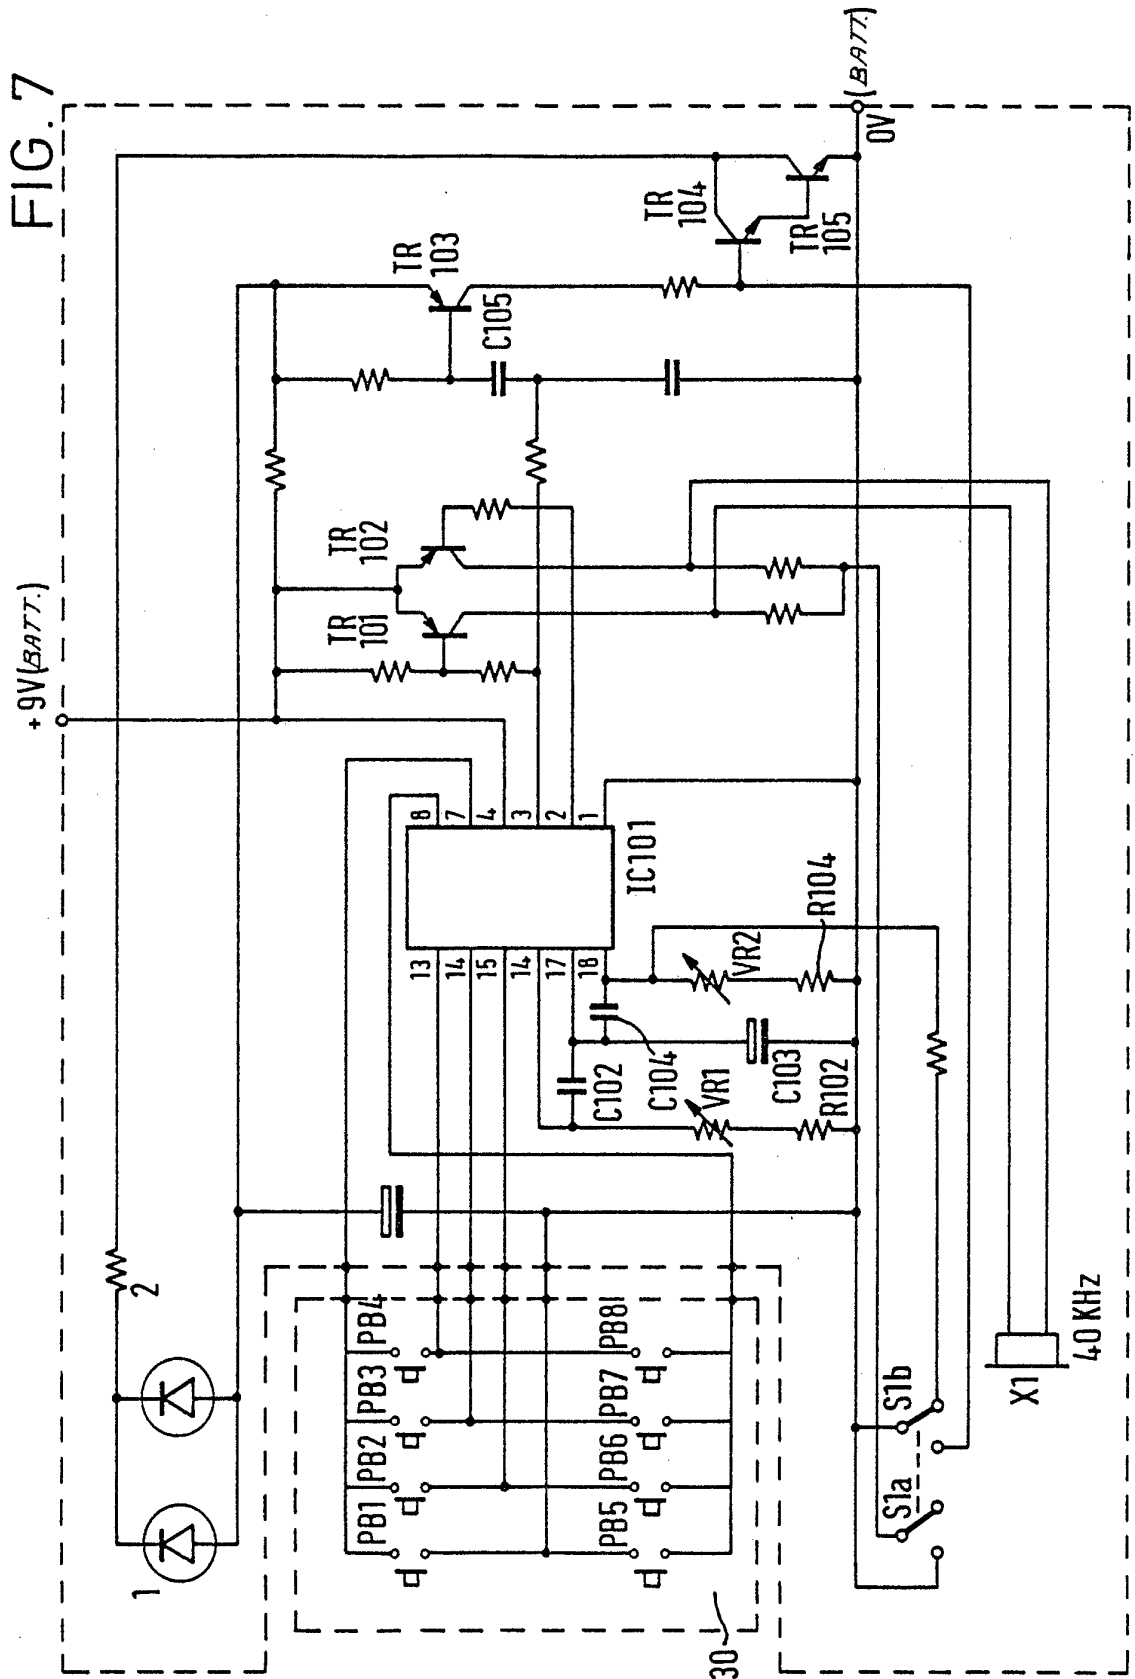 FIG. 7
+9V(BATT.)
(BATT.)
0V
TR
101
TR
102
TR
103
C105
TR
104
TR
105
8
7
4
3
2
1
IC101
13
14
15
14
17
18
C102
C104
VR1
C103
R102
VR2
R104
2
1
PB1
PB2
PB3
PB4
PB5
PB6
PB7
PB8
30
S1a
S1b
X1
40 KHz